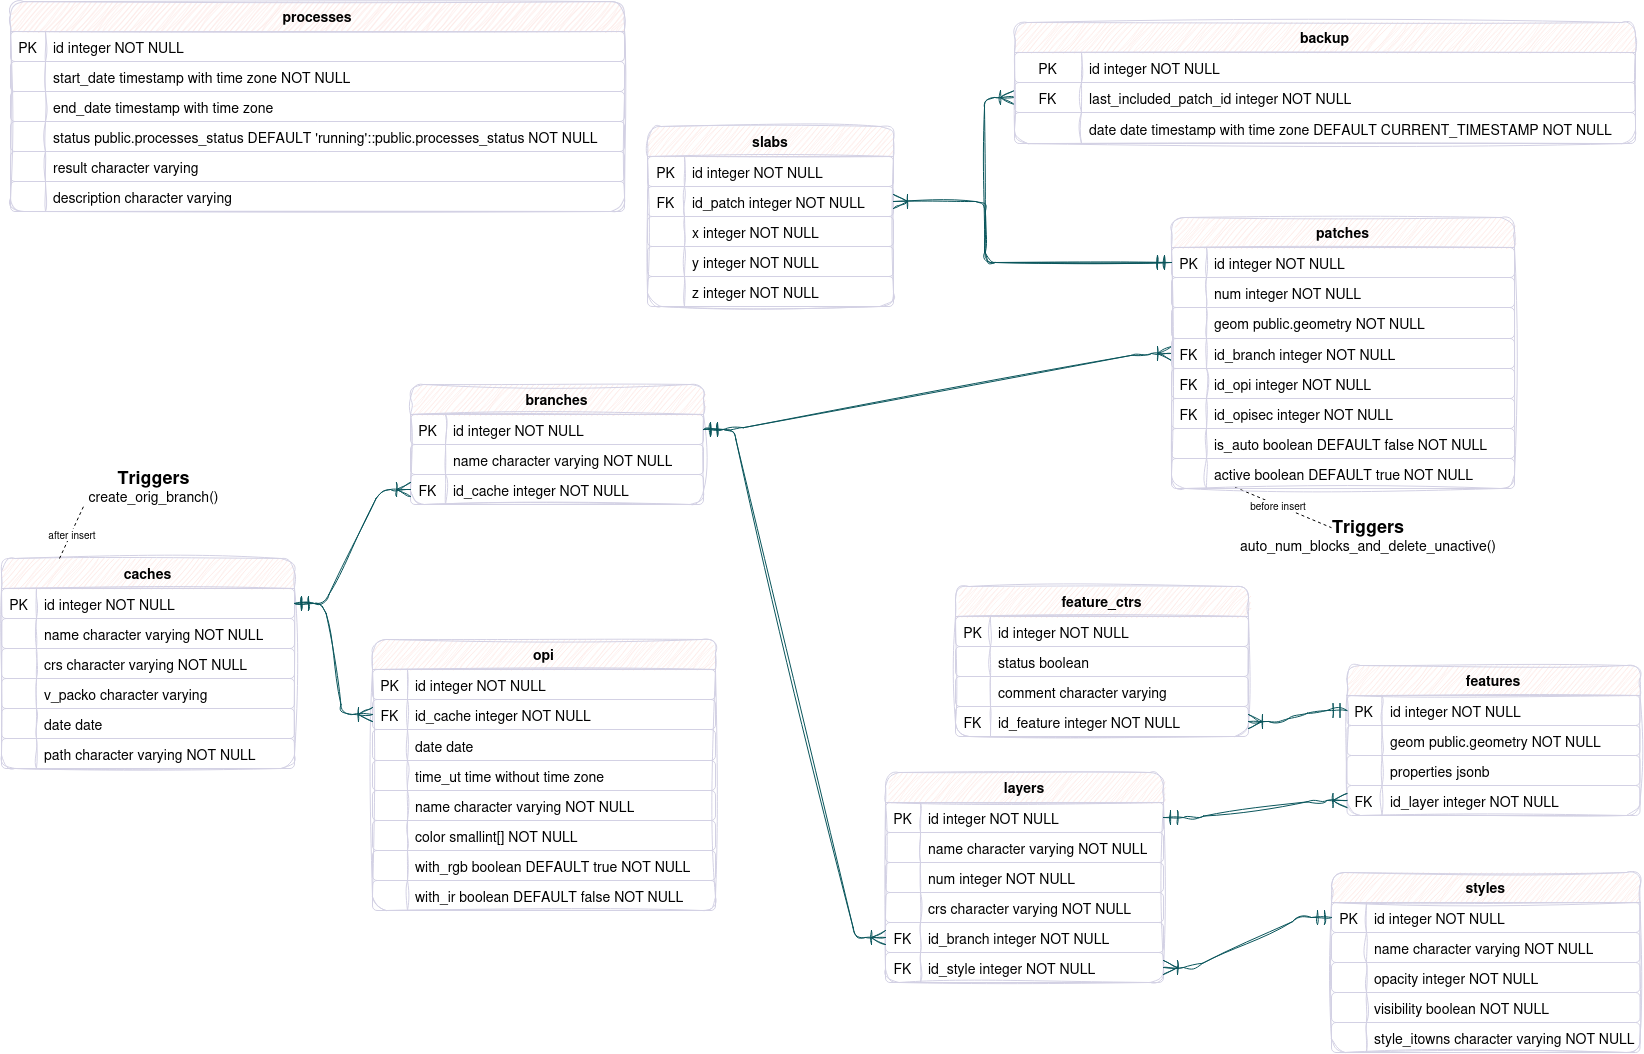 processes
PK id integer NOT NULL
start_date timestamp with time zone NOT NULL
end_date timestamp with time zone
status public.processes_status DEFAULT 'running'::public.processes_status NOT NULL
result character varying
description character varying
backup
PK id integer NOT NULL
FK last_included_patch_id integer NOT NULL
date date timestamp with time zone DEFAULT CURRENT_TIMESTAMP NOT NULL
slabs
PK id integer NOT NULL
FK id_patch integer NOT NULL
x integer NOT NULL
y integer NOT NULL
z integer NOT NULL
patches
PK id integer NOT NULL
num integer NOT NULL
geom public.geometry NOT NULL
FK id_branch integer NOT NULL
FK id_opi integer NOT NULL
FK id_opisec integer NOT NULL
is_auto boolean DEFAULT false NOT NULL
active boolean DEFAULT true NOT NULL
before insert
Triggers
auto_num_blocks_and_delete_unactive()
branches
PK id integer NOT NULL
name character varying NOT NULL
FK id_cache integer NOT NULL
Triggers
create_orig_branch()
after insert
caches
PK id integer NOT NULL
name character varying NOT NULL
crs character varying NOT NULL
v_packo character varying
date date
path character varying NOT NULL
opi
PK id integer NOT NULL
FK id_cache integer NOT NULL
date date
time_ut time without time zone
name character varying NOT NULL
color smallint[] NOT NULL
with_rgb boolean DEFAULT true NOT NULL
with_ir boolean DEFAULT false NOT NULL
feature_ctrs
PK id integer NOT NULL
status boolean
comment character varying
FK id_feature integer NOT NULL
features
PK id integer NOT NULL
geom public.geometry NOT NULL
properties jsonb
FK id_layer integer NOT NULL
layers
PK id integer NOT NULL
name character varying NOT NULL
num integer NOT NULL
crs character varying NOT NULL
FK id_branch integer NOT NULL
FK id_style integer NOT NULL
styles
PK id integer NOT NULL
name character varying NOT NULL
opacity integer NOT NULL
visibility boolean NOT NULL
style_itowns character varying NOT NULL